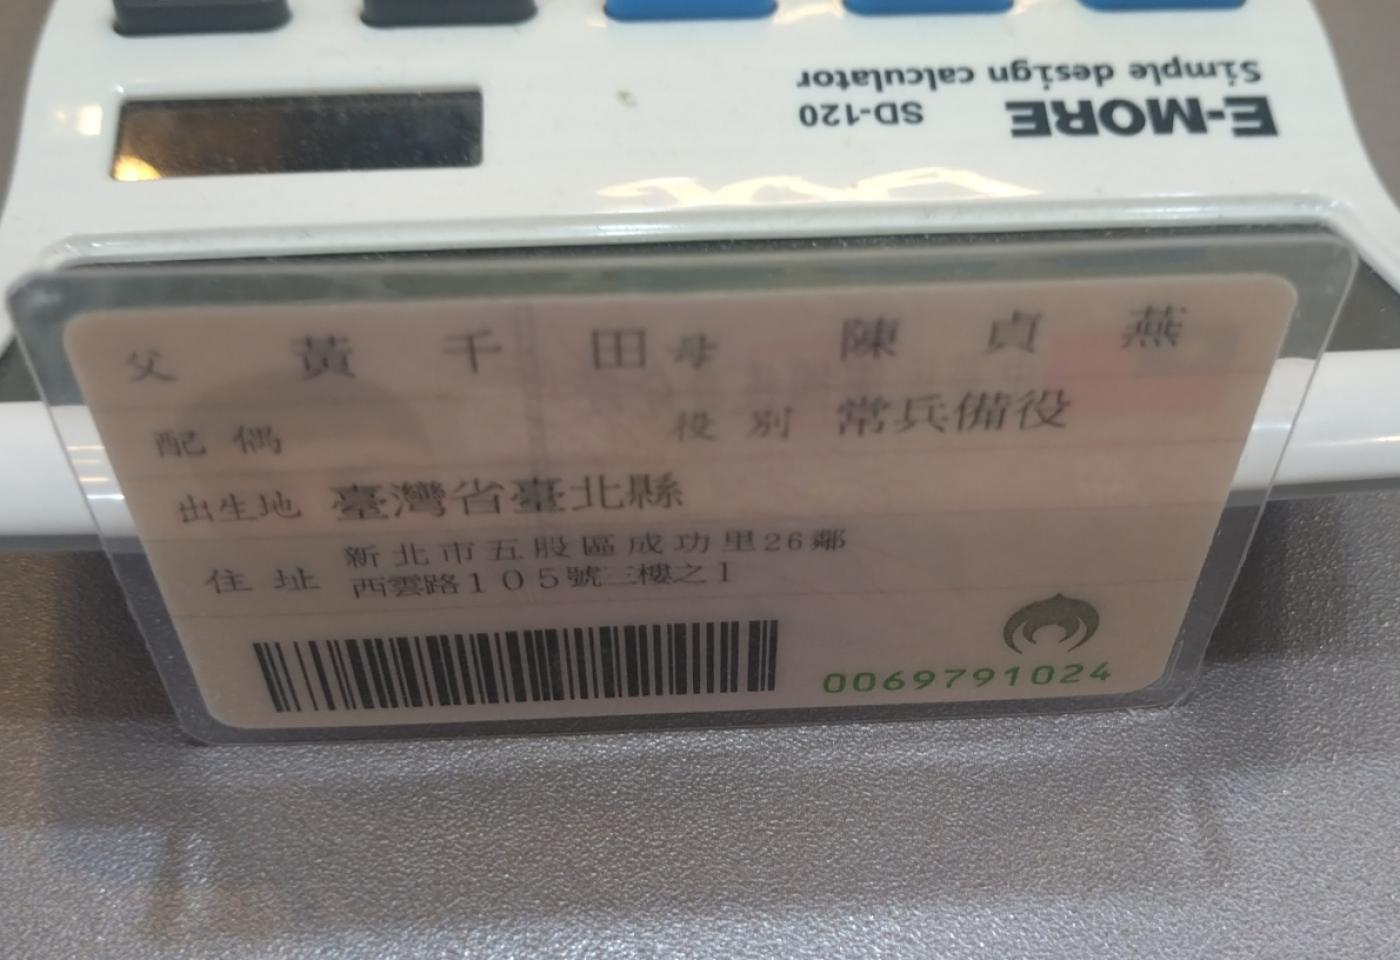 E-MORE
SD-120
Simple design calculator
父 黃千田 母 陳貞燕
配偶 役別 常兵備役
出生地 臺灣省臺北縣
住址 新北市五股區成功里26鄰
西雲路105號三樓之1
0069791024